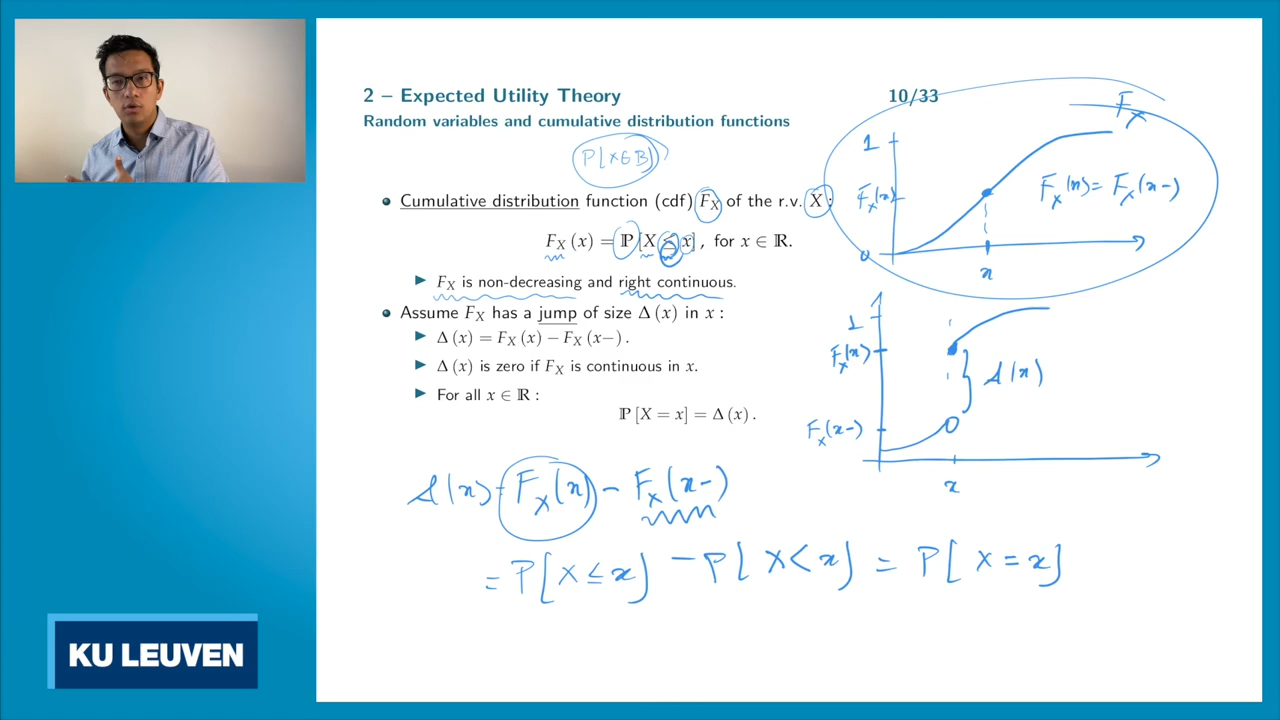 2 – Expected Utility Theory
10/33
Random variables and cumulative distribution functions
P[X∈B]
• Cumulative distribution function (cdf) F_X of the r.v. X :
F_X (x) = ℙ [X ≤ x] , for x ∈ ℝ.
▶ F_X is non-decreasing and right continuous.
• Assume F_X has a jump of size Δ (x) in x :
▶ Δ (x) = F_X (x) − F_X (x−) .
▶ Δ (x) is zero if F_X is continuous in x.
▶ For all x ∈ ℝ :
ℙ [X = x] = Δ (x) .
Δ(x) = F_X(x) − F_X(x−)
= P[X ≤ x] − P[X < x] = P[X = x]
F_X
1
F_X(x)
F_X(x) = F_X(x−)
0
x
1
F_X(x)
Δ(x)
F_X(x−)
x
KU LEUVEN